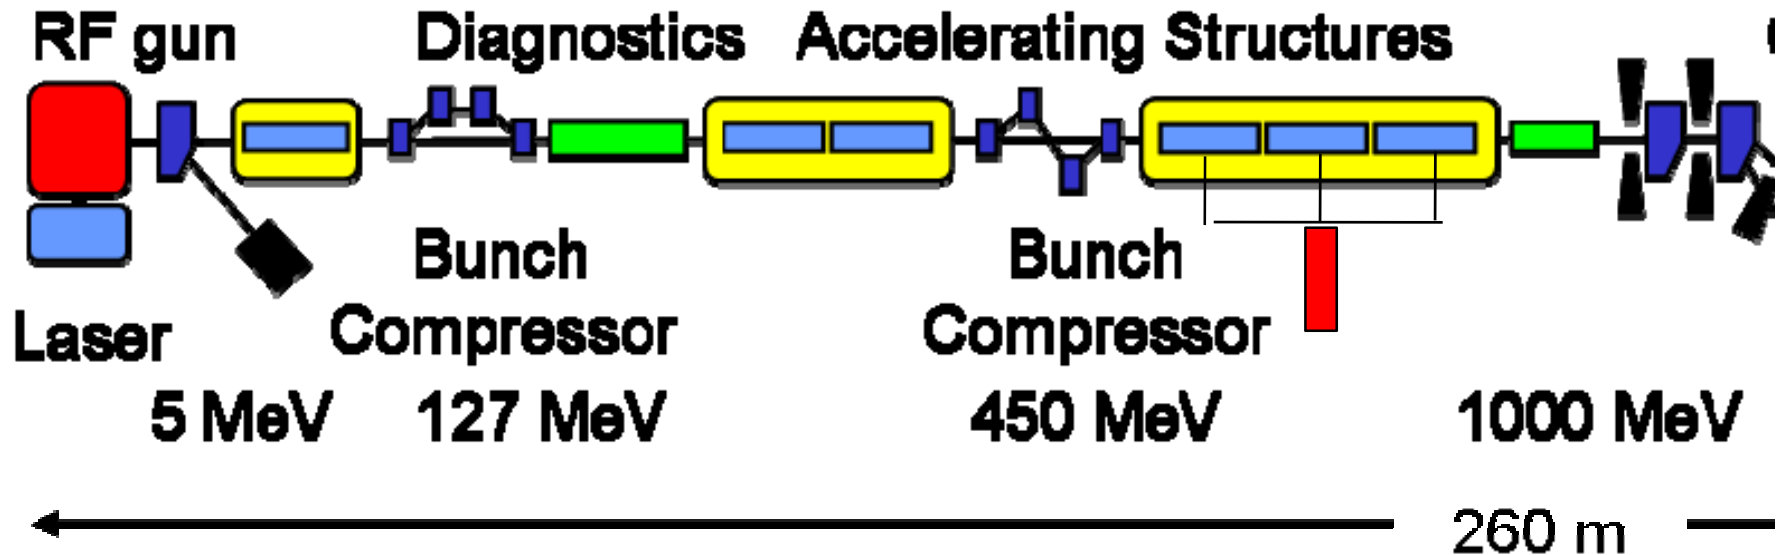 RF gun
Diagnostics
Accelerating Structures
Laser
Bunch
Compressor
Bunch
Compressor
5 MeV
127 MeV
450 MeV
1000 MeV
260 m